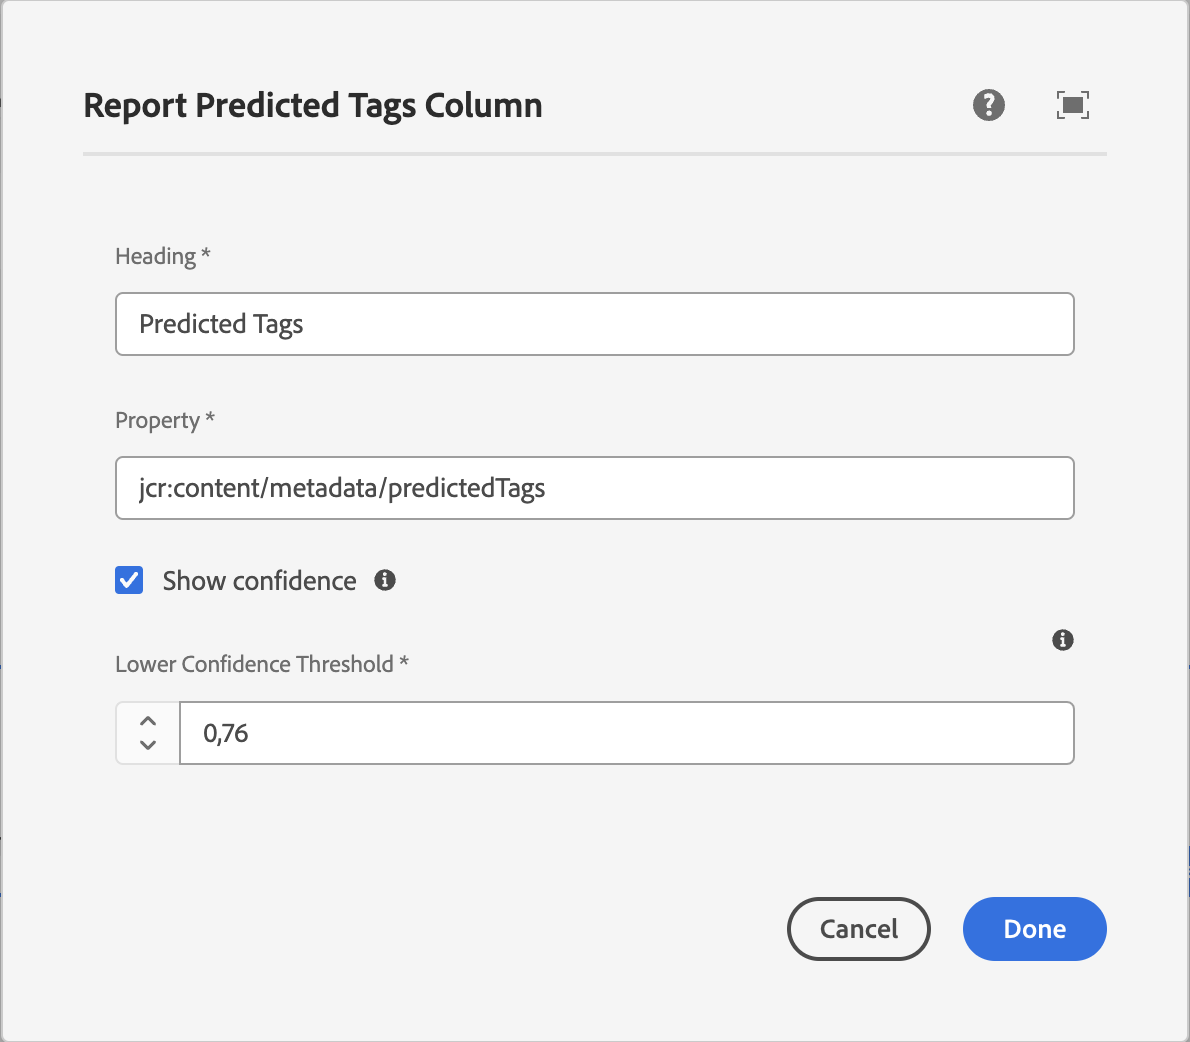 Report Predicted Tags Column
Heading *
Predicted Tags
Property *
jcr:content/metadata/predictedTags
Show confidence
Lower Confidence Threshold *
0,76
Cancel
Done